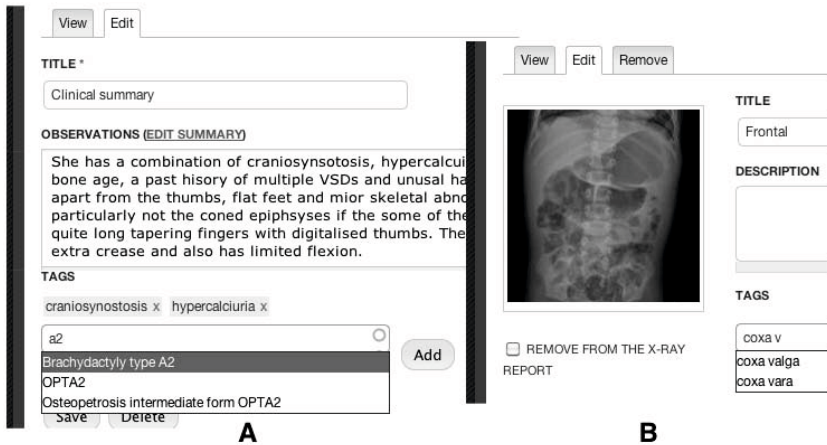 View Edit
TITLE *
Clinical summary
OBSERVATIONS (EDIT SUMMARY)
She has a combination of craniosynsotosis, hypercalcui
bone age, a past hisory of multiple VSDs and unusal ha
apart from the thumbs, flat feet and mior skeletal abno
particularly not the coned epiphsyses if the some of the
quite long tapering fingers with digitalised thumbs. The
extra crease and also has limited flexion.
TAGS
craniosynostosis x hypercalciuria x
a2
Add
Brachydactyly type A2
OPTA2
Osteopetrosis intermediate form OPTA2
Save Delete
A
View Edit Remove
TITLE
Frontal
DESCRIPTION
TAGS
coxa v
coxa valga
coxa vara
REMOVE FROM THE X-RAY
REPORT
B